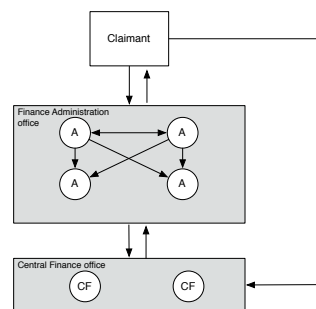 Claimant
Finance Administration
office
A A
A A
Central Finance office
CF CF